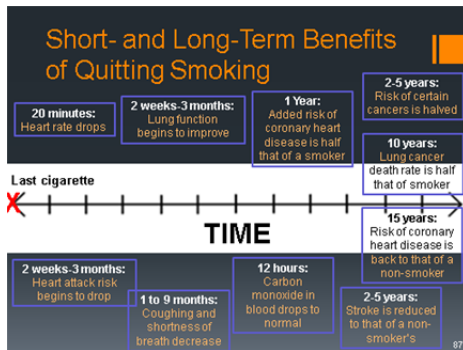 Short- and Long-Term Benefits
of Quitting Smoking
20 minutes:
Heart rate drops
2 weeks-3 months:
Lung function
begins to improve
1 Year:
Added risk of
coronary heart
disease is half
that of a smoker
2-5 years:
Risk of certain
cancers is halved
10 years:
Lung cancer
death rate is half
that of smoker
Last cigarette
TIME
15 years:
Risk of coronary
heart disease is
back to that of a
non-smoker
2 weeks-3 months:
Heart attack risk
begins to drop
1 to 9 months:
Coughing and
shortness of
breath decrease
12 hours:
Carbon
monoxide in
blood drops to
normal
2-5 years:
Stroke is reduced
to that of a non-
smoker's
87